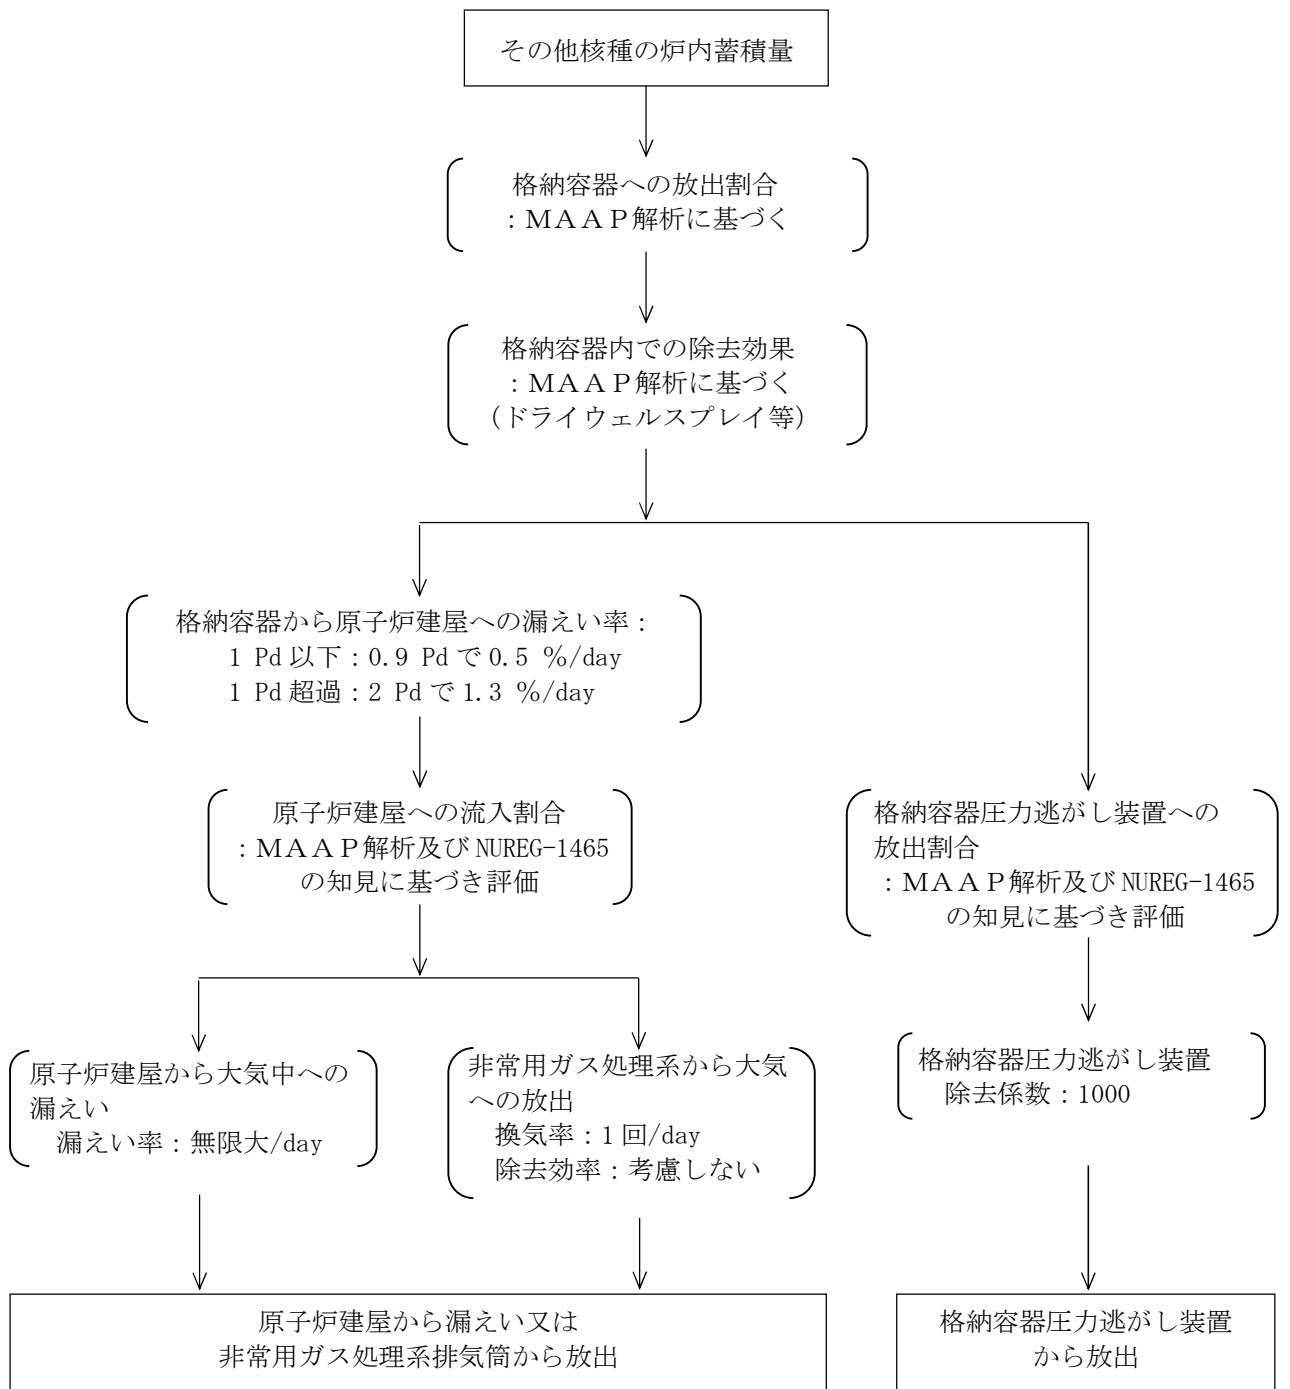 その他核種の炉内蓄積量
格納容器への放出割合
：ＭＡＡＰ解析に基づく
格納容器内での除去効果
：ＭＡＡＰ解析に基づく
（ドライウェルスプレイ等）
格納容器から原子炉建屋への漏えい率：
1 Pd 以下：0.9 Pd で 0.5 %/day
1 Pd 超過：2 Pd で 1.3 %/day
原子炉建屋への流入割合
：ＭＡＡＰ解析及び NUREG-1465
の知見に基づき評価
格納容器圧力逃がし装置への
放出割合
：ＭＡＡＰ解析及び NUREG-1465
の知見に基づき評価
原子炉建屋から大気中への
漏えい
漏えい率：無限大/day
非常用ガス処理系から大気
への放出
換気率：1 回/day
除去効率：考慮しない
格納容器圧力逃がし装置
除去係数：1000
原子炉建屋から漏えい又は
非常用ガス処理系排気筒から放出
格納容器圧力逃がし装置
から放出